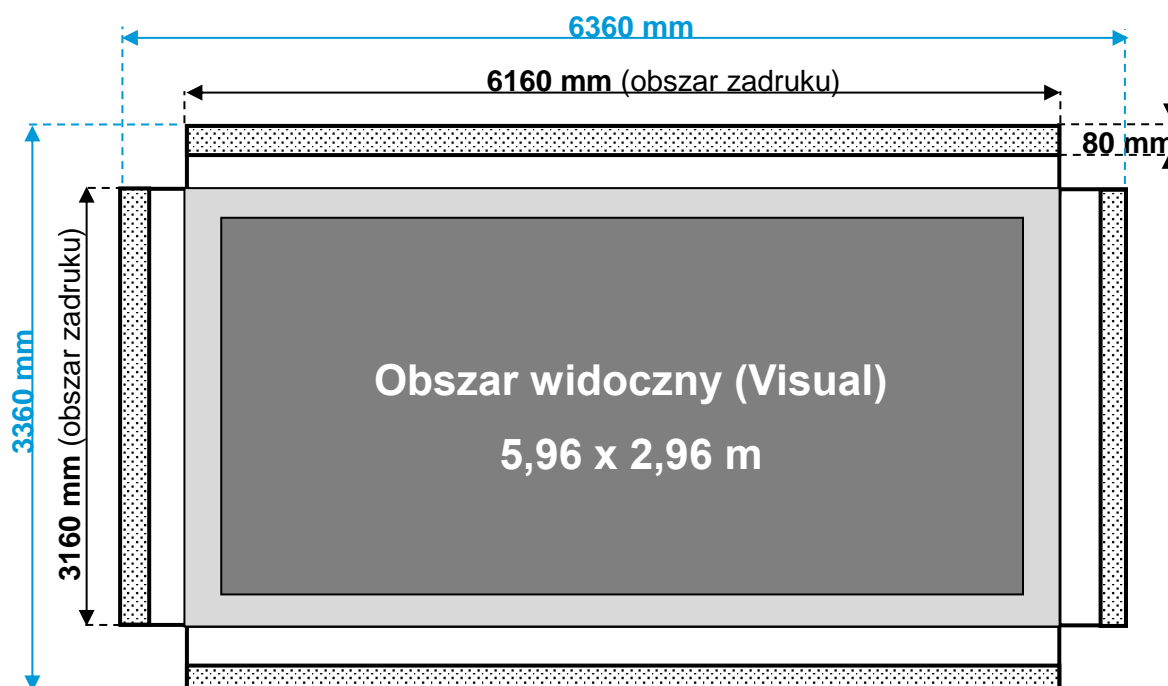 6360 mm
6160 mm (obszar zadruku)
80 mm
3360 mm
3160 mm (obszar zadruku)
Obszar widoczny (Visual)
5,96 x 2,96 m